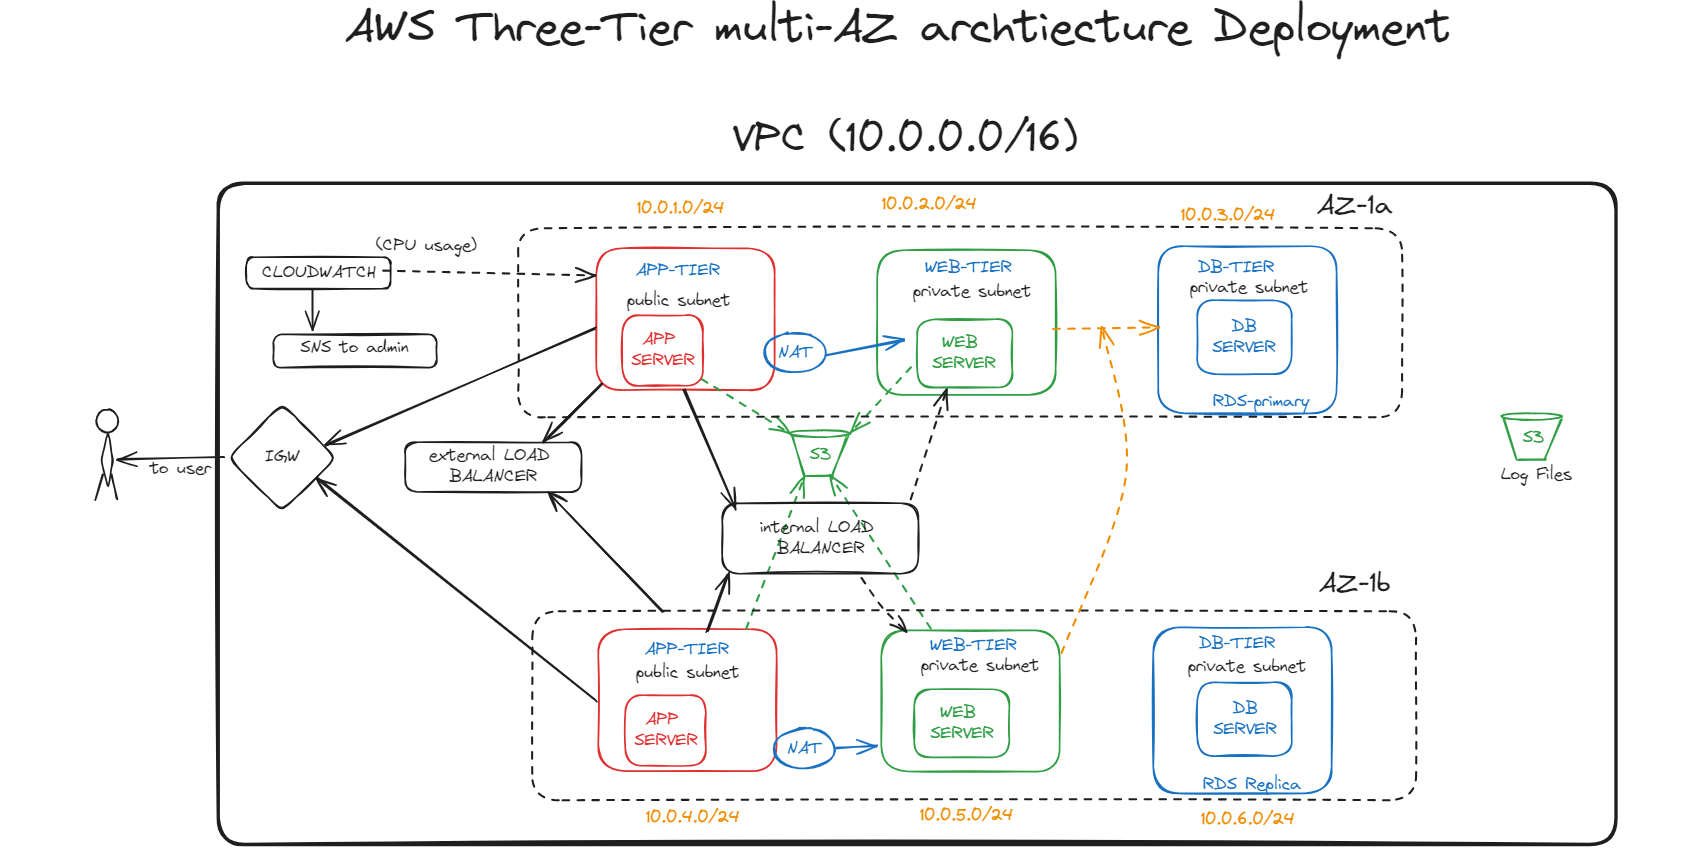 AWS Three-Tier multi-AZ archtiecture Deployment
VPC (10.0.0.0/16)
10.0.1.0/24
10.0.2.0/24
10.0.3.0/24
AZ-1a
(CPU usage)
CLOUDWATCH
SNS to admin
APP-TIER
public subnet
APP
SERVER
NAT
WEB-TIER
private subnet
WEB
SERVER
DB-TIER
private subnet
DB
SERVER
RDS-primary
to user
IGW
external LOAD
BALANCER
S3
internal LOAD
BALANCER
S3
Log Files
AZ-1b
APP-TIER
public subnet
APP
SERVER
NAT
WEB-TIER
private subnet
WEB
SERVER
DB-TIER
private subnet
DB
SERVER
RDS Replica
10.0.4.0/24
10.0.5.0/24
10.0.6.0/24